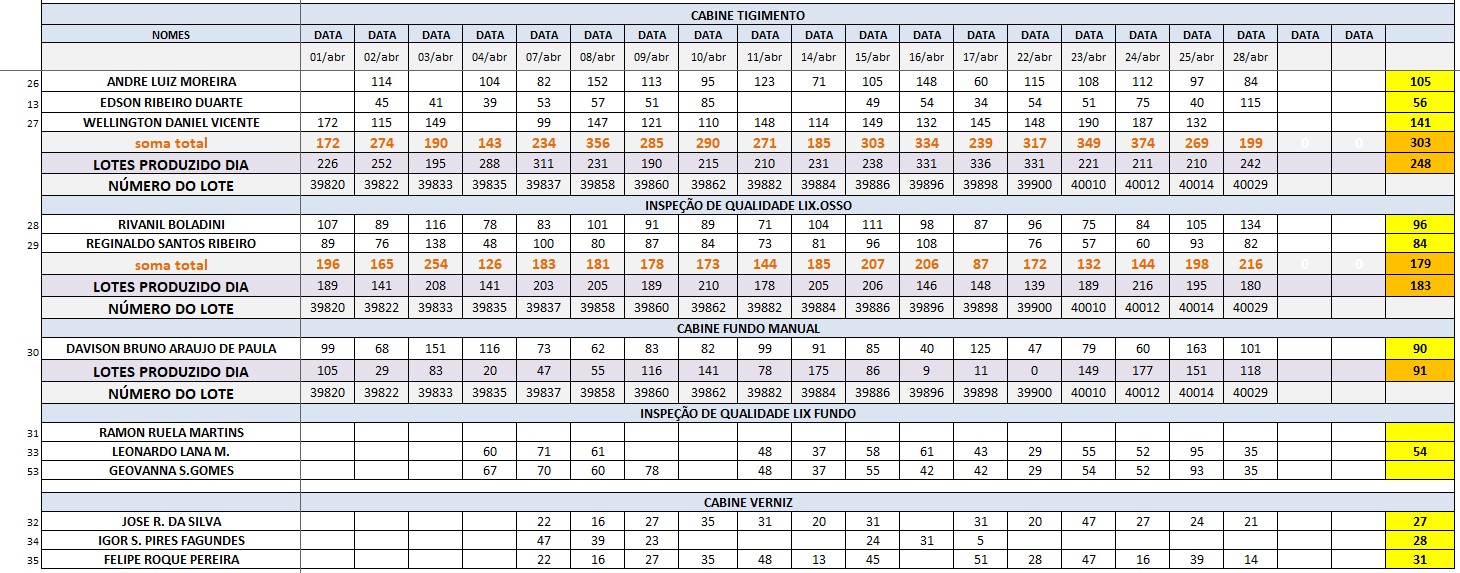 CABINE TIGIMENTO
NOMES DATA DATA DATA DATA DATA DATA DATA DATA DATA DATA DATA DATA DATA DATA DATA DATA DATA DATA DATA DATA
01/abr 02/abr 03/abr 04/abr 07/abr 08/abr 09/abr 10/abr 11/abr 14/abr 15/abr 16/abr 17/abr 22/abr 23/abr 24/abr 25/abr 28/abr
26 ANDRE LUIZ MOREIRA 114 104 82 152 113 95 123 71 105 148 60 115 108 112 97 84 105
13 EDSON RIBEIRO DUARTE 45 41 39 53 57 51 85 49 54 34 54 51 75 40 115 56
27 WELLINGTON DANIEL VICENTE 172 115 149 99 147 121 110 148 114 149 132 145 148 190 187 132 141
soma total 172 274 190 143 234 356 285 290 271 185 303 334 239 317 349 374 269 199 0 0 303
LOTES PRODUZIDO DIA 226 252 195 288 311 231 190 215 210 231 238 331 336 331 221 211 210 242 248
NÚMERO DO LOTE 39820 39822 39833 39835 39837 39858 39860 39862 39882 39884 39886 39896 39898 39900 40010 40012 40014 40029
INSPEÇÃO DE QUALIDADE LIX.OSSO
28 RIVANIL BOLADINI 107 89 116 78 83 101 91 89 71 104 111 98 87 96 75 84 105 134 96
29 REGINALDO SANTOS RIBEIRO 89 76 138 48 100 80 87 84 73 81 96 108 76 57 60 93 82 84
soma total 196 165 254 126 183 181 178 173 144 185 207 206 87 172 132 144 198 216 0 0 179
LOTES PRODUZIDO DIA 189 141 208 141 203 205 189 210 178 205 206 146 148 139 189 216 195 180 183
NÚMERO DO LOTE 39820 39822 39833 39835 39837 39858 39860 39862 39882 39884 39886 39896 39898 39900 40010 40012 40014 40029
CABINE FUNDO MANUAL
30 DAVISON BRUNO ARAUJO DE PAULA 99 68 151 116 73 62 83 82 99 91 85 40 125 47 79 60 163 101 90
LOTES PRODUZIDO DIA 105 29 83 20 47 55 116 141 78 175 86 9 11 0 149 177 151 118 91
NÚMERO DO LOTE 39820 39822 39833 39835 39837 39858 39860 39862 39882 39884 39886 39896 39898 39900 40010 40012 40014 40029
INSPEÇÃO DE QUALIDADE LIX FUNDO
31 RAMON RUELA MARTINS
33 LEONARDO LANA M. 60 71 61 48 37 58 61 43 29 55 52 95 35 54
53 GEOVANNA S.GOMES 67 70 60 78 48 37 55 42 42 29 54 52 93 35
CABINE VERNIZ
32 JOSE R. DA SILVA 22 16 27 35 31 20 31 31 20 47 27 24 21 27
34 IGOR S. PIRES FAGUNDES 47 39 23 24 31 5 28
35 FELIPE ROQUE PEREIRA 22 16 27 35 48 13 45 51 28 47 16 39 14 31